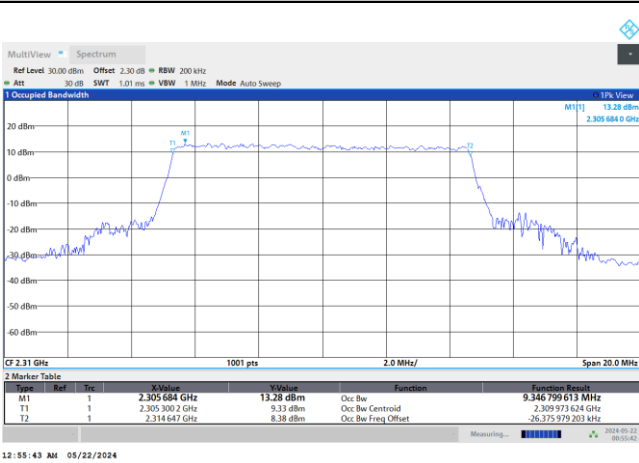 MultiView Spectrum
Ref Level 30.00 dBm Offset 2.30 dB RBW 200 kHz
Att 30 dB SWT 1.01 ms VBW 1 MHz Mode Auto Sweep
1 Occupied Bandwidth 1Pk View
M1[1] 13.28 dBm
2.305 684 0 GHz
M1
T1
T2
20 dBm
10 dBm
0 dBm
-10 dBm
-20 dBm
-30 dBm
-40 dBm
-50 dBm
-60 dBm
CF 2.31 GHz 1001 pts 2.0 MHz/ Span 20.0 MHz
2 Marker Table
Type Ref Trc X-Value Y-Value Function Function Result
M1 1 2.305 684 GHz 13.28 dBm Occ Bw 9.346 799 613 MHz
T1 1 2.305 300 2 GHz 9.33 dBm Occ Bw Centroid 2.309 973 624 GHz
T2 1 2.314 647 GHz 8.38 dBm Occ Bw Freq Offset -26.375 979 203 kHz
Measuring... 2024-05-22
00:55:42
12:55:43 AM 05/22/2024